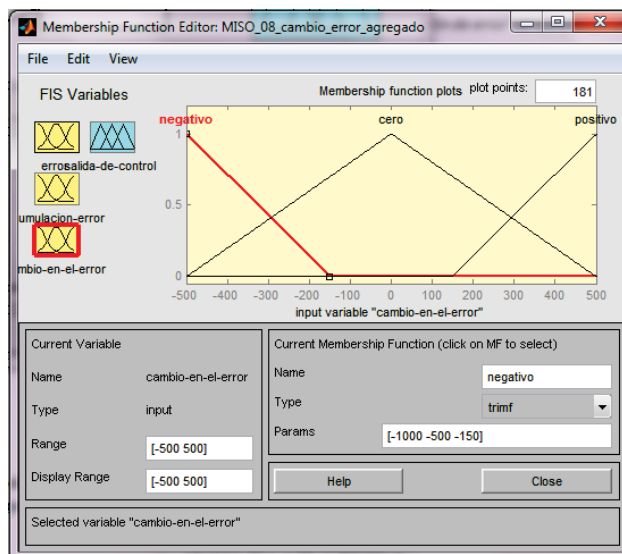 Membership Function Editor: MISO_08_cambio_error_agregado
File Edit View
FIS Variables
Membership function plots plot points: 181
negativo cero positivo
1
0.5
0
-500 -400 -300 -200 -100 0 100 200 300 400 500
input variable "cambio-en-el-error"
salida-de-control
umulacion-error
mbio-en-el-error
Current Variable
Name cambio-en-el-error
Type input
Range [-500 500]
Display Range [-500 500]
Current Membership Function (click on MF to select)
Name negativo
Type trimf
Params [-1000 -500 -150]
Help Close
Selected variable "cambio-en-el-error"